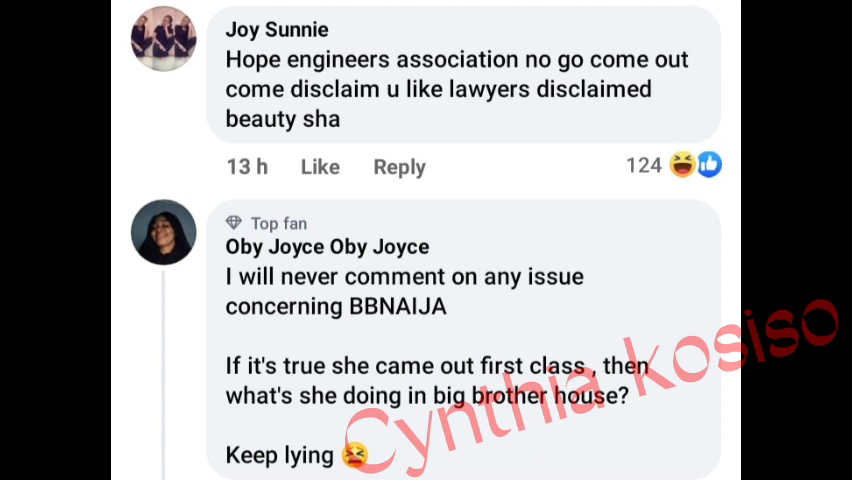 Joy Sunnie
Hope engineers association no go come out
come disclaim u like lawyers disclaimed
beauty sha
13 h Like Reply 124
Top fan
Oby Joyce Oby Joyce
I will never comment on any issue
concerning BBNAIJA
If it's true she came out first class , then
what's she doing in big brother house?
Keep lying
Cynthia Kosiso